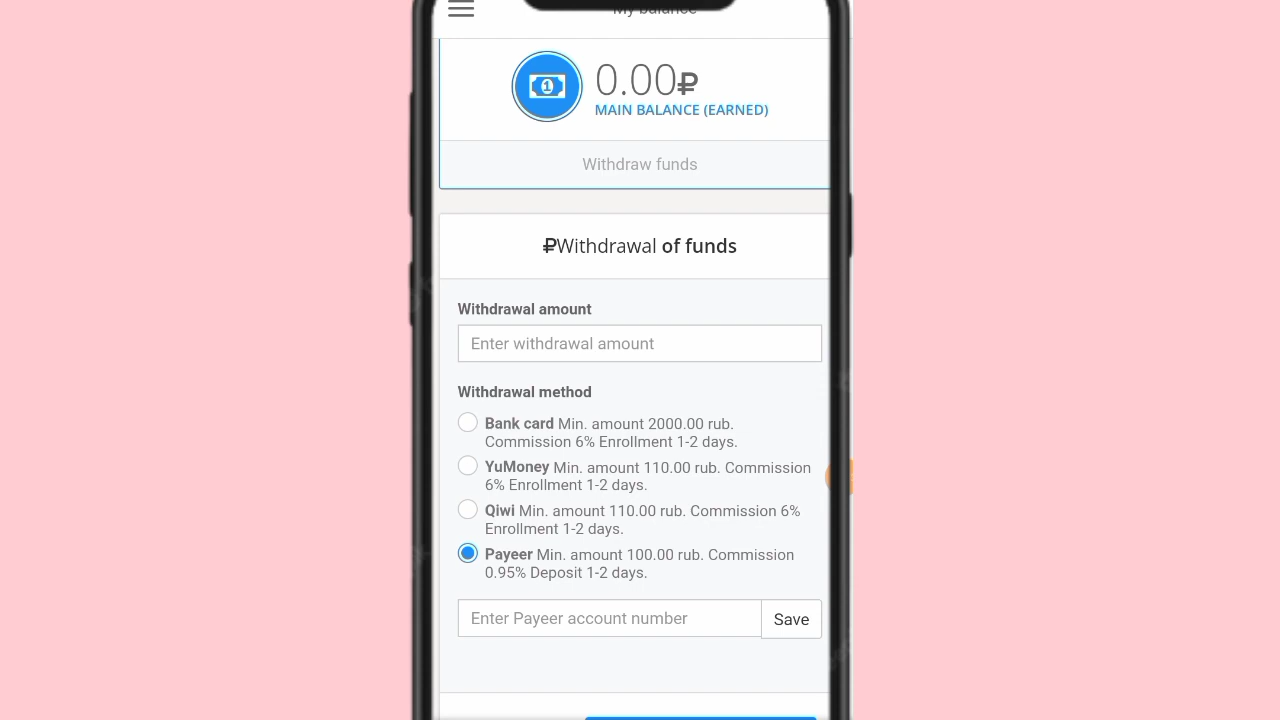 My balance
0.00₽
MAIN BALANCE (EARNED)
Withdraw funds
₽Withdrawal of funds
Withdrawal amount
Enter withdrawal amount
Withdrawal method
Bank card Min. amount 2000.00 rub.
Commission 6% Enrollment 1-2 days.
YuMoney Min. amount 110.00 rub. Commission
6% Enrollment 1-2 days.
Qiwi Min. amount 110.00 rub. Commission 6%
Enrollment 1-2 days.
Payeer Min. amount 100.00 rub. Commission
0.95% Deposit 1-2 days.
Enter Payeer account number
Save